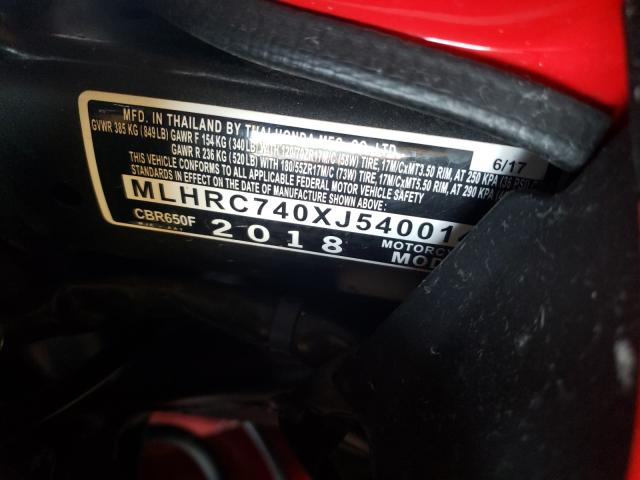 MFD. IN THAILAND BY THAI HONDA MFG. CO. LTD. 6/17
GVWR 385 KG (849 LB) GAWR F 154 KG (340 LB) WITH 120/70ZR17M/C (58W) TIRE, 17M/CxMT3.50 RIM, AT 250 KPA
GAWR R 236 KG (520 LB) WITH 180/55ZR17M/C (73W) TIRE 17M/CxMT5.50 RIM, AT 290 KPA
THIS VEHICLE CONFORMS TO ALL APPLICABLE FEDERAL MOTOR VEHICLE SAFETY
STANDARDS IN EFFECT ON THE DATE OF MANUFACTURE SHOWN ABOVE.
MLHRC740XJ54001
CBR650F 2018